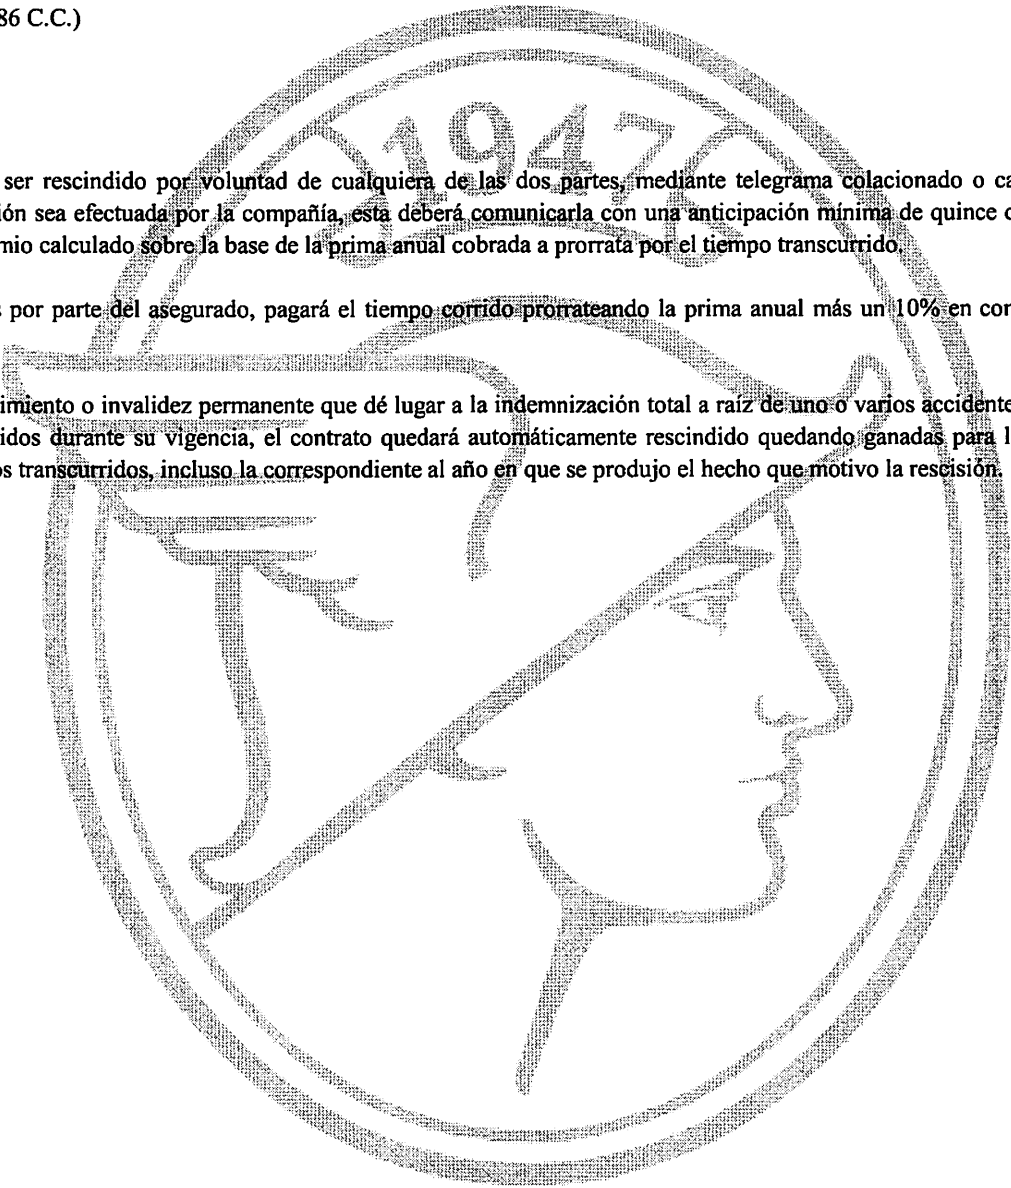 86 C.C.)
1947
ser rescindido por voluntad de cualquiera de las dos partes, mediante telegrama colacionado o ca
ión sea efectuada por la compañía, esta deberá comunicarla con una anticipación mínima de quince
mio calculado sobre la base de la prima anual cobrada a prorrata por el tiempo transcurrido.
por parte del asegurado, pagará el tiempo corrido prorrateando la prima anual más un 10% en con
imiento o invalidez permanente que dé lugar a la indemnización total a raíz de uno o varios accidente
idos durante su vigencia, el contrato quedará automáticamente rescindido quedando ganadas para l
os transcurridos, incluso la correspondiente al año en que se produjo el hecho que motivo la rescisión.